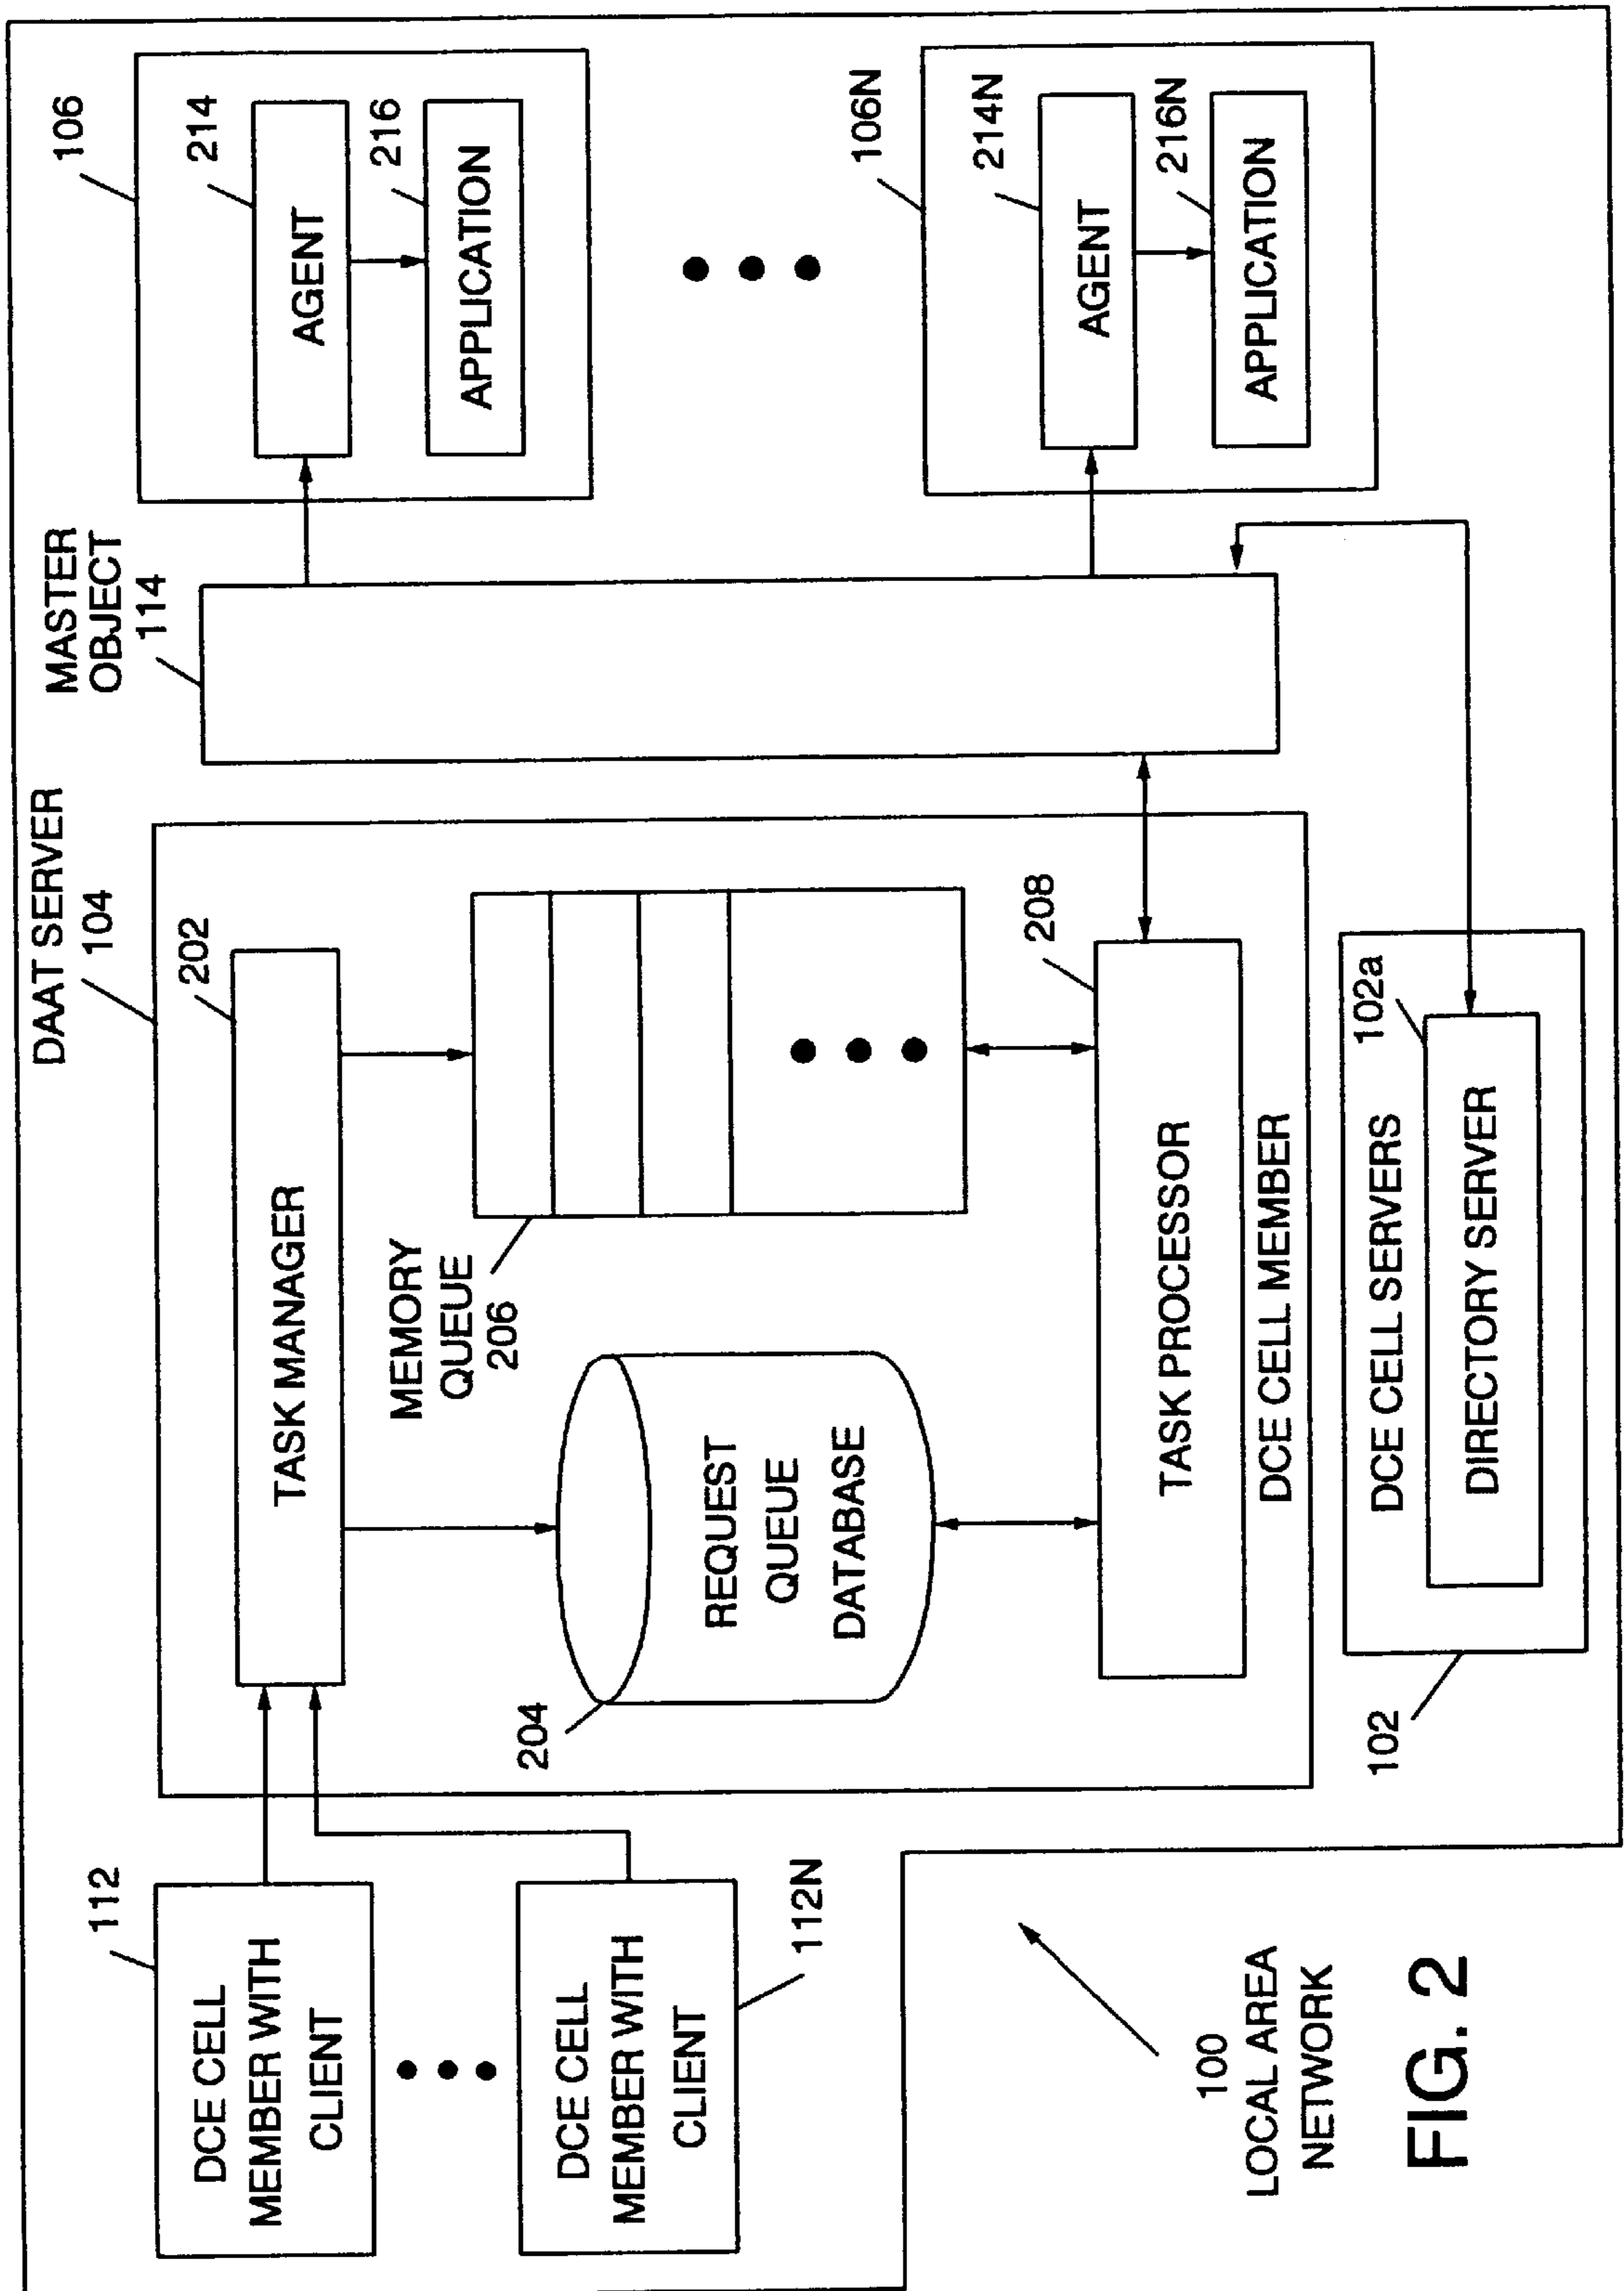 112
DCE CELL
MEMBER WITH
CLIENT
DCE CELL
MEMBER WITH
CLIENT
112N
DAAT SERVER
104
202
TASK MANAGER
MEMORY
QUEUE
206
204
REQUEST
QUEUE
DATABASE
208
TASK PROCESSOR
DCE CELL MEMBER
DCE CELL SERVERS
102a
DIRECTORY SERVER
102
MASTER
OBJECT
114
106
214
AGENT
216
APPLICATION
106N
214N
AGENT
216N
APPLICATION
100
LOCAL AREA
NETWORK
FIG. 2